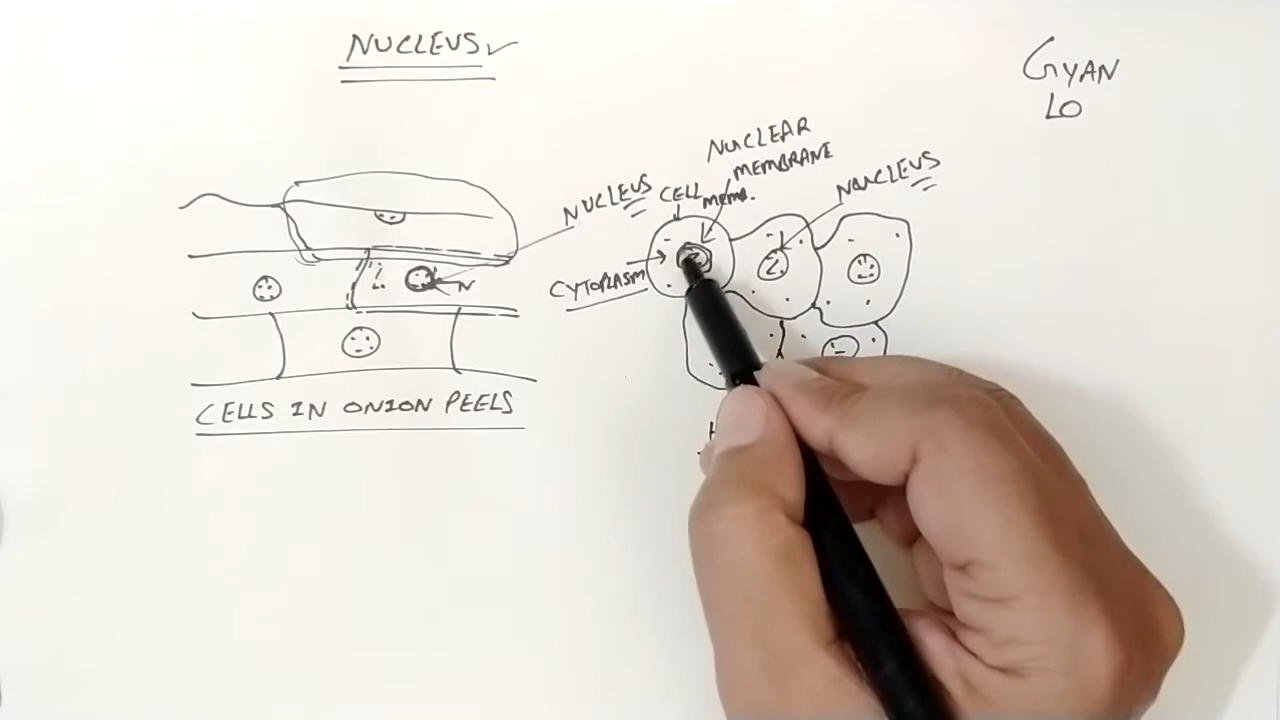 NUCLEUS
GYAN
LO
NUCLEAR
MEMBRANE
NUCLEUS
CELL
MEMB.
NUCLEUS
CYTOPLASM
N
CELLS IN ONION PEELS